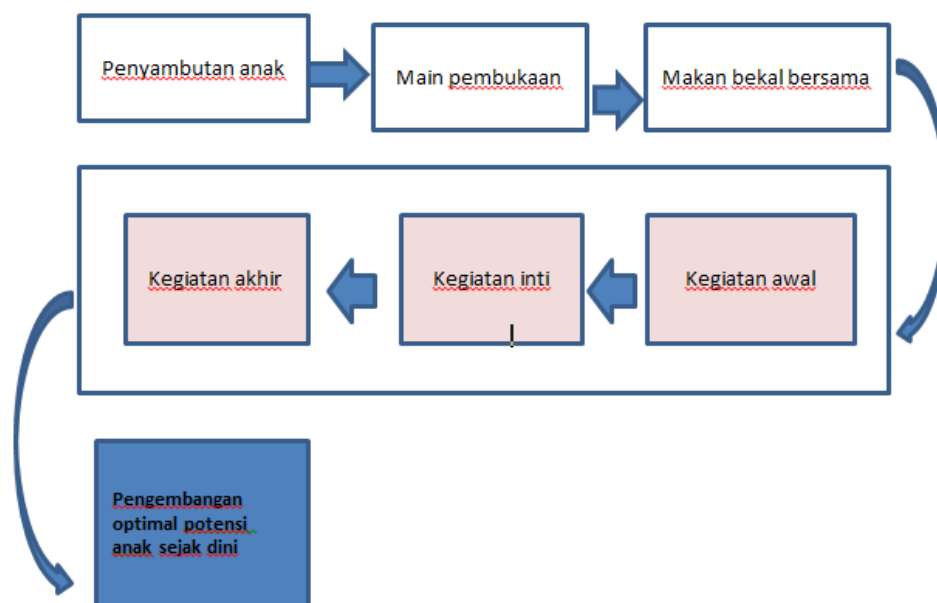 Penyambutan anak
Main pembukaan
Makan bekal bersama
Kegiatan akhir
Kegiatan inti
Kegiatan awal
Pengembangan
optimal potensi
anak sejak dini